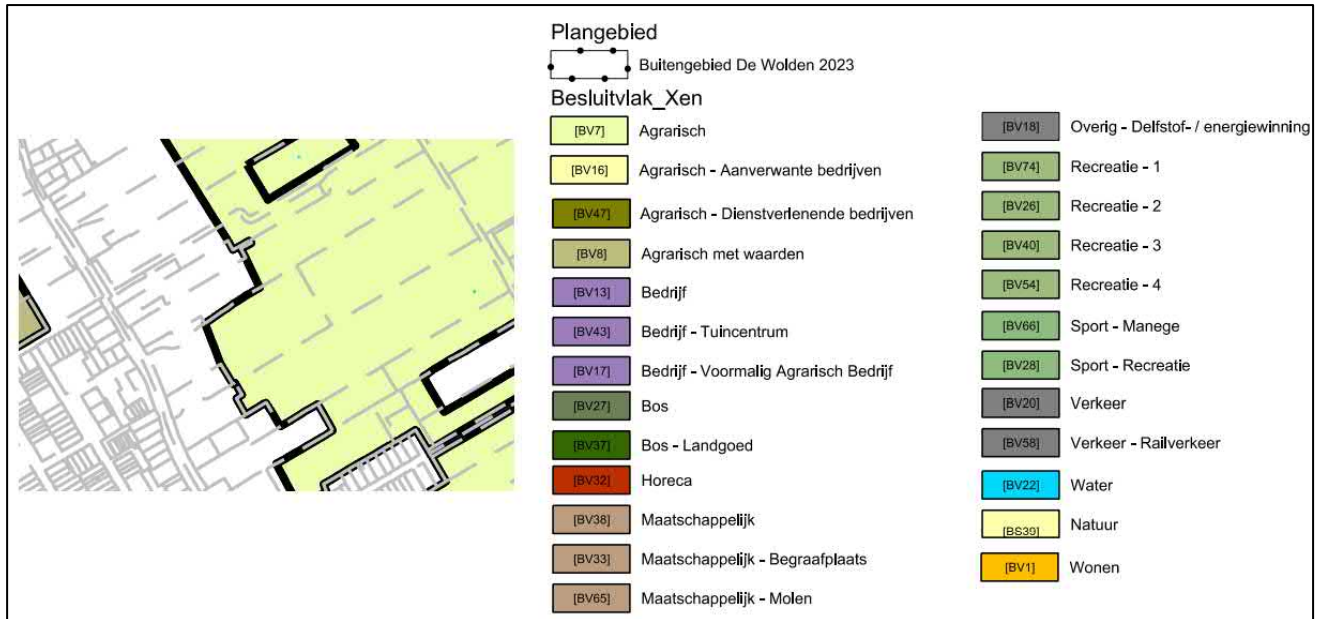 Plangebied
Buitengebied De Wolden 2023
Besluitvlak_Xen
[BV7] Agrarisch
[BV16] Agrarisch - Aanverwante bedrijven
[BV47] Agrarisch - Dienstverlenende bedrijven
[BV8] Agrarisch met waarden
[BV13] Bedrijf
[BV43] Bedrijf - Tuincentrum
[BV17] Bedrijf - Voormalig Agrarisch Bedrijf
[BV27] Bos
[BV37] Bos - Landgoed
[BV32] Horeca
[BV38] Maatschappelijk
[BV33] Maatschappelijk - Begraafplaats
[BV65] Maatschappelijk - Molen
[BV18] Overig - Delfstof- / energiewinning
[BV74] Recreatie - 1
[BV26] Recreatie - 2
[BV40] Recreatie - 3
[BV54] Recreatie - 4
[BV66] Sport - Manege
[BV28] Sport - Recreatie
[BV20] Verkeer
[BV58] Verkeer - Railverkeer
[BV22] Water
[BS39] Natuur
[BV1] Wonen